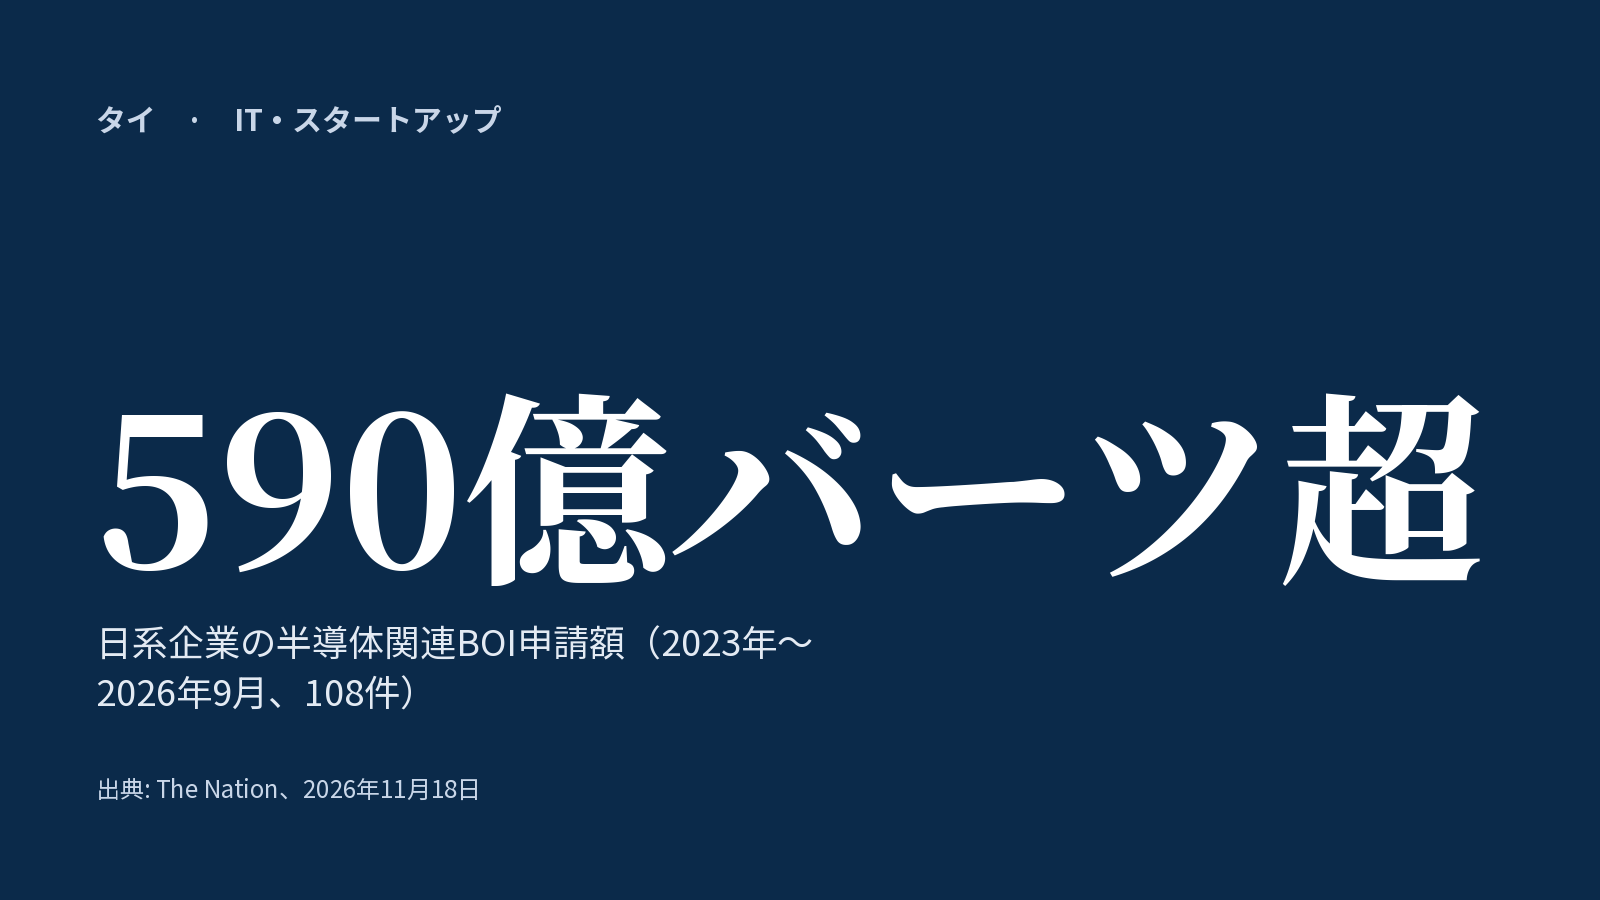 タイ · IT・スタートアップ
590億バーツ超
日系企業の半導体関連BOI申請額（2023年〜
2026年9月、108件）
出典: The Nation、2026年11月18日